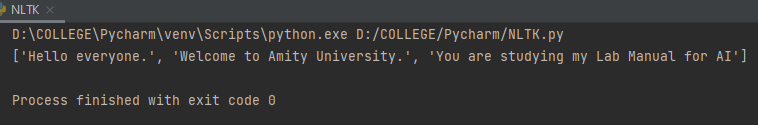 NLTK
D:\COLLEGE\Pycharm\venv\Scripts\python.exe D:/COLLEGE/Pycharm/NLTK.py
['Hello everyone.', 'Welcome to Amity University.', 'You are studying my Lab Manual for AI']
Process finished with exit code 0